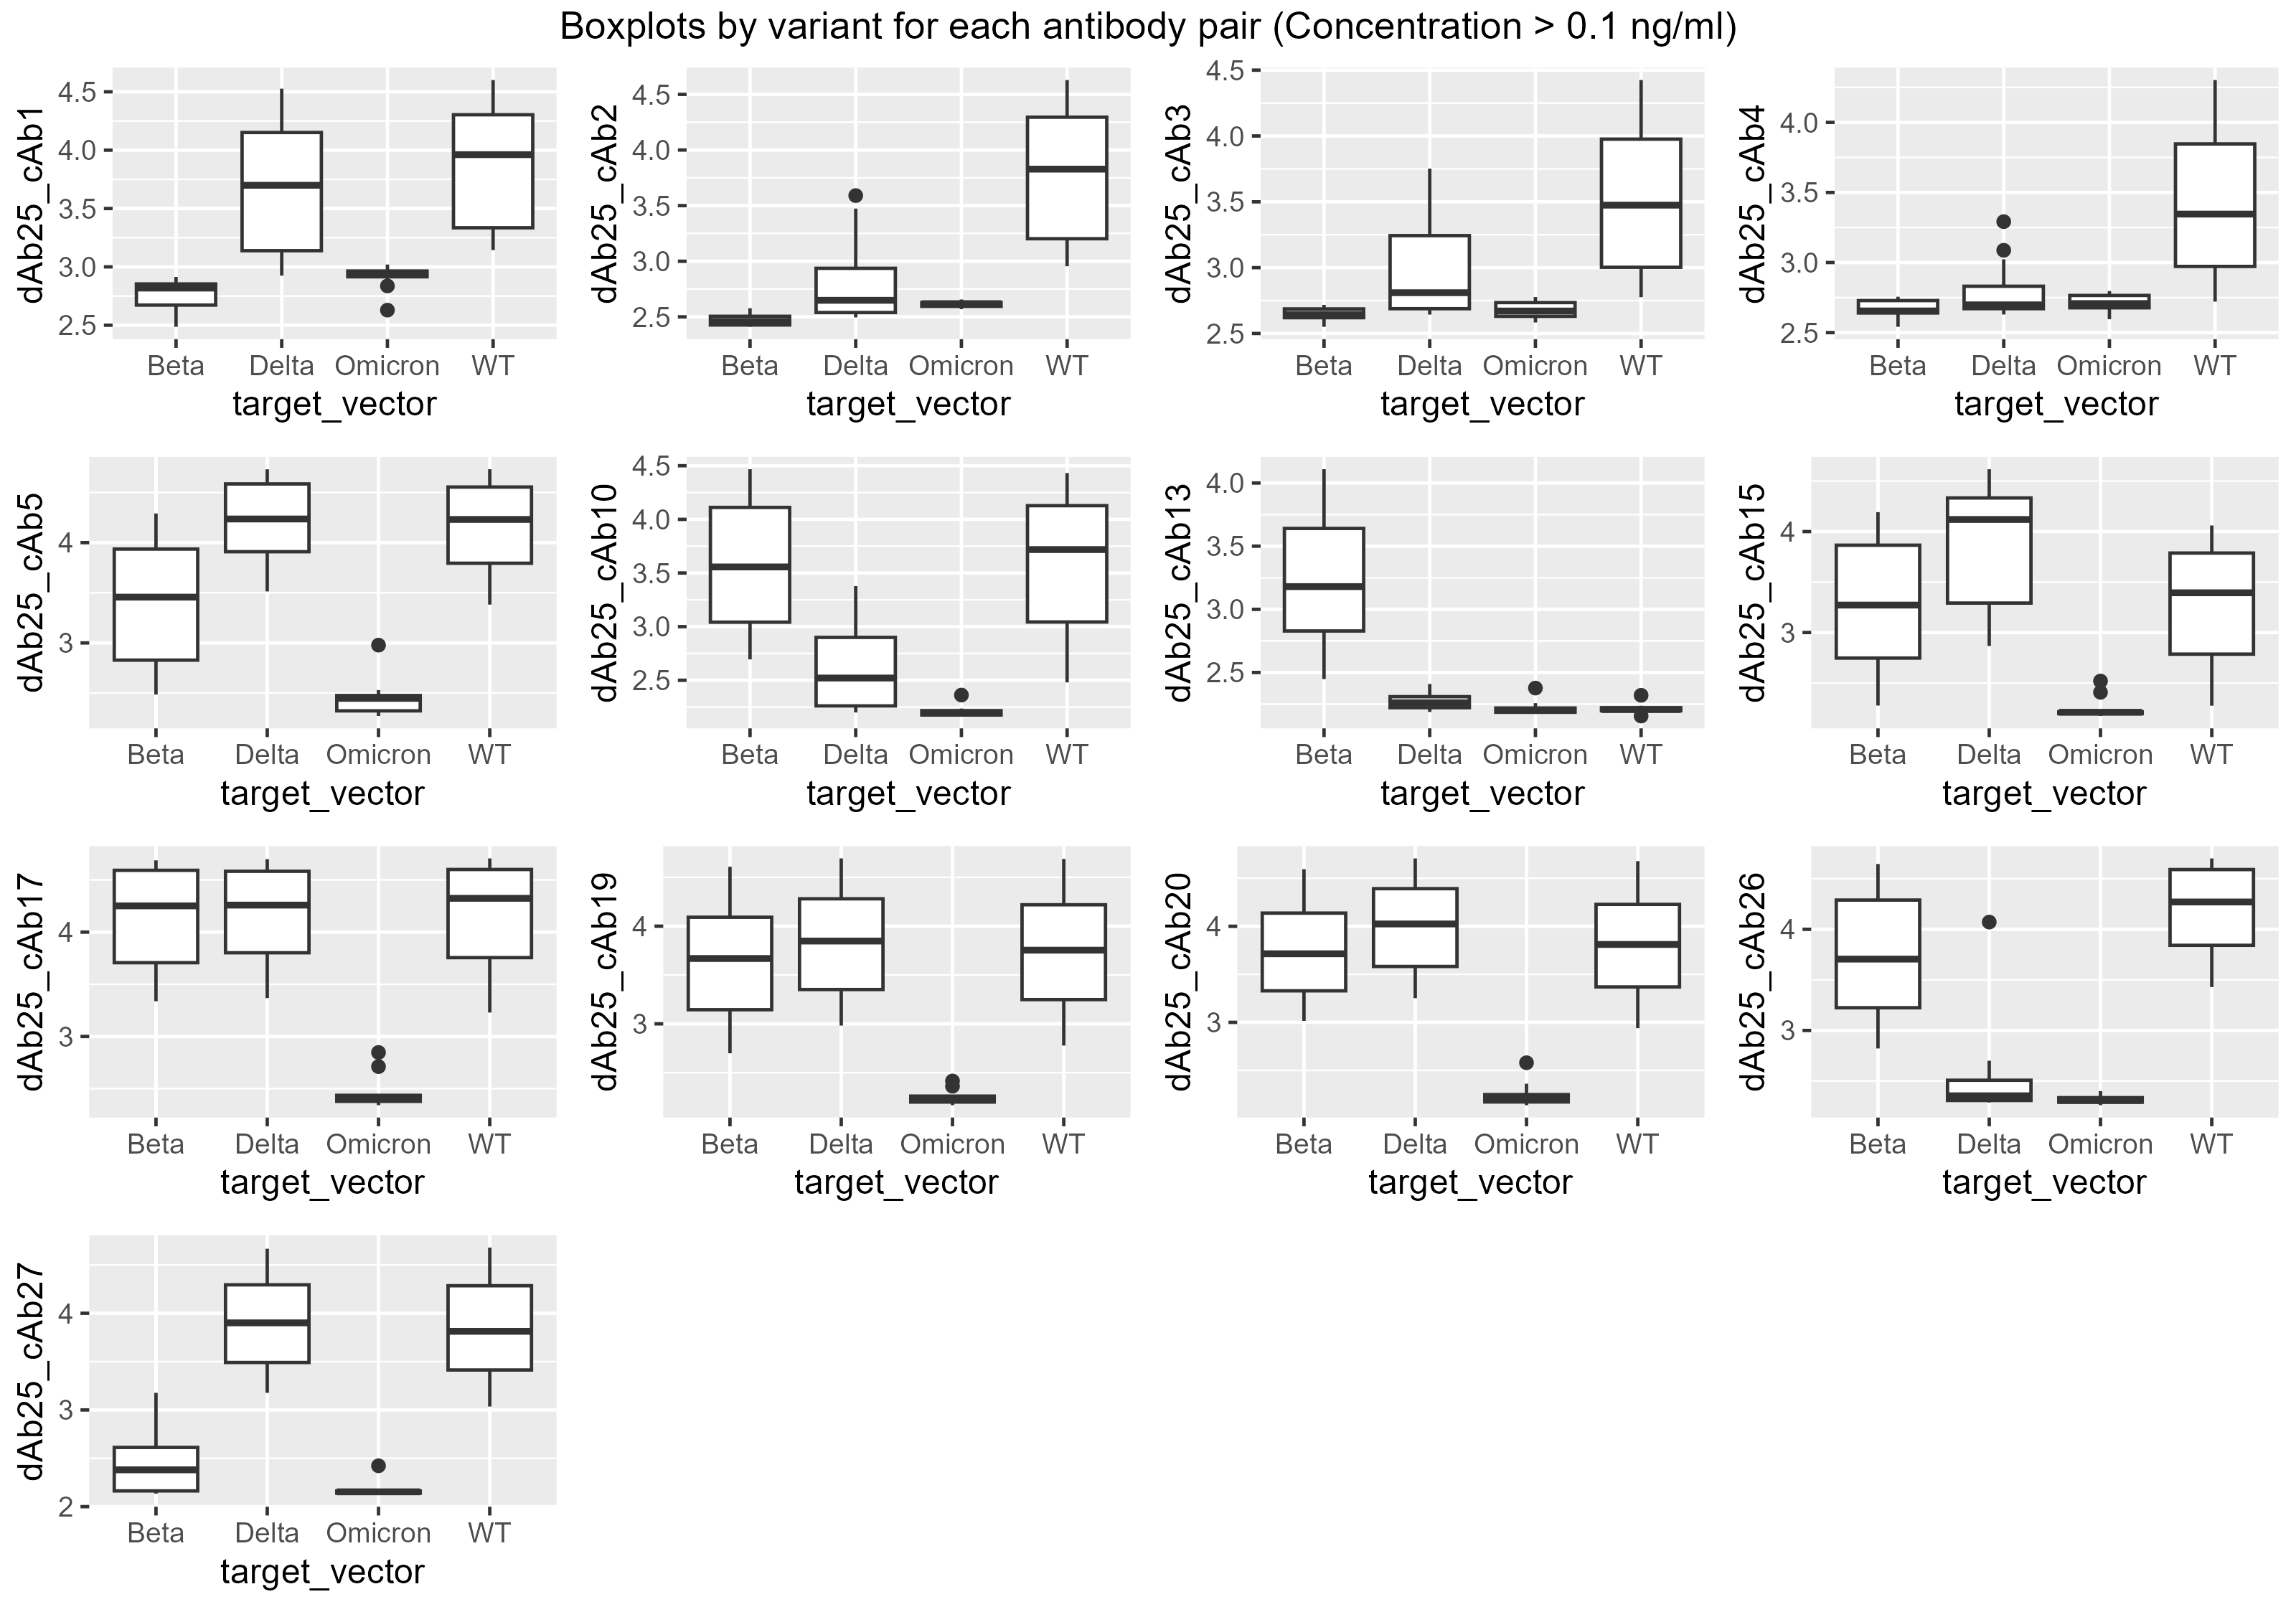 Boxplots by variant for each antibody pair (Concentration > 0.1 ng/ml)
dAb25_cAb1
4.5
4.0
3.5
3.0
2.5
Beta Delta Omicron WT
target_vector
dAb25_cAb2
4.5
4.0
3.5
3.0
2.5
Beta Delta Omicron WT
target_vector
dAb25_cAb3
4.5
4.0
3.5
3.0
2.5
Beta Delta Omicron WT
target_vector
dAb25_cAb4
4.0
3.5
3.0
2.5
Beta Delta Omicron WT
target_vector
dAb25_cAb5
4
3
Beta Delta Omicron WT
target_vector
dAb25_cAb10
4.5
4.0
3.5
3.0
2.5
Beta Delta Omicron WT
target_vector
dAb25_cAb13
4.0
3.5
3.0
2.5
Beta Delta Omicron WT
target_vector
dAb25_cAb15
4
3
Beta Delta Omicron WT
target_vector
dAb25_cAb17
4
3
Beta Delta Omicron WT
target_vector
dAb25_cAb19
4
3
Beta Delta Omicron WT
target_vector
dAb25_cAb20
4
3
Beta Delta Omicron WT
target_vector
dAb25_cAb26
4
3
Beta Delta Omicron WT
target_vector
dAb25_cAb27
4
3
2
Beta Delta Omicron WT
target_vector